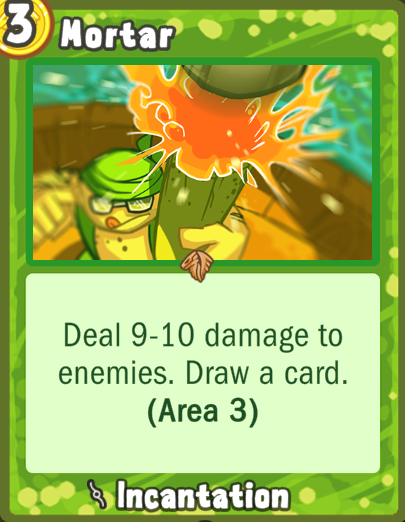 3
Mortar
Deal 9-10 damage to
enemies. Draw a card.
(Area 3)
Incantation